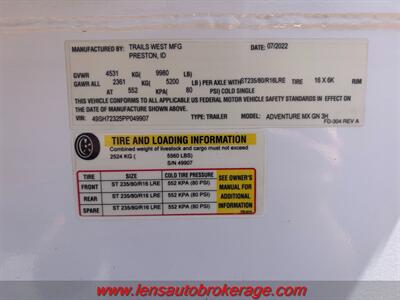 MANUFACTURED BY: TRAILS WEST MFG DATE: 07/2022
PRESTON, ID
GVWR 4531 KG( 9980 LB)
GAWR ALL 2361 KG( 5200 LB) PER AXLE WITH ST235/80/R16LRE TIRE 16 X 6K RIM
AT 552 KPA( 80 PSI) COLD SINGLE
THIS VEHICLE CONFORMS TO ALL APPLICABLE US FEDERAL MOTOR VEHICLE SAFETY STANDARDS IN EFFECT
ON THE DATE OF MANUFACTURE SHOWN ABOVE.
VIN: 49SH72325PP049907 TYPE: TRAILER MODEL: ADVENTURE MX GN 3H
FD-304 REV A
TIRE AND LOADING INFORMATION
Combined weight of livestock and cargo must not exceed
2524 KG ( 5560 LBS)
S/N 49907
TIRE SIZE COLD TIRE PRESSURE SEE OWNER'S MANUAL FOR ADDITIONAL INFORMATION
FRONT ST 235/80/R16 LRE 552 KPA (80 PSI)
REAR ST 235/80/R16 LRE 552 KPA (80 PSI)
SPARE ST 235/80/R16 LRE 552 KPA (80 PSI)
www.lensautobrokerage.com